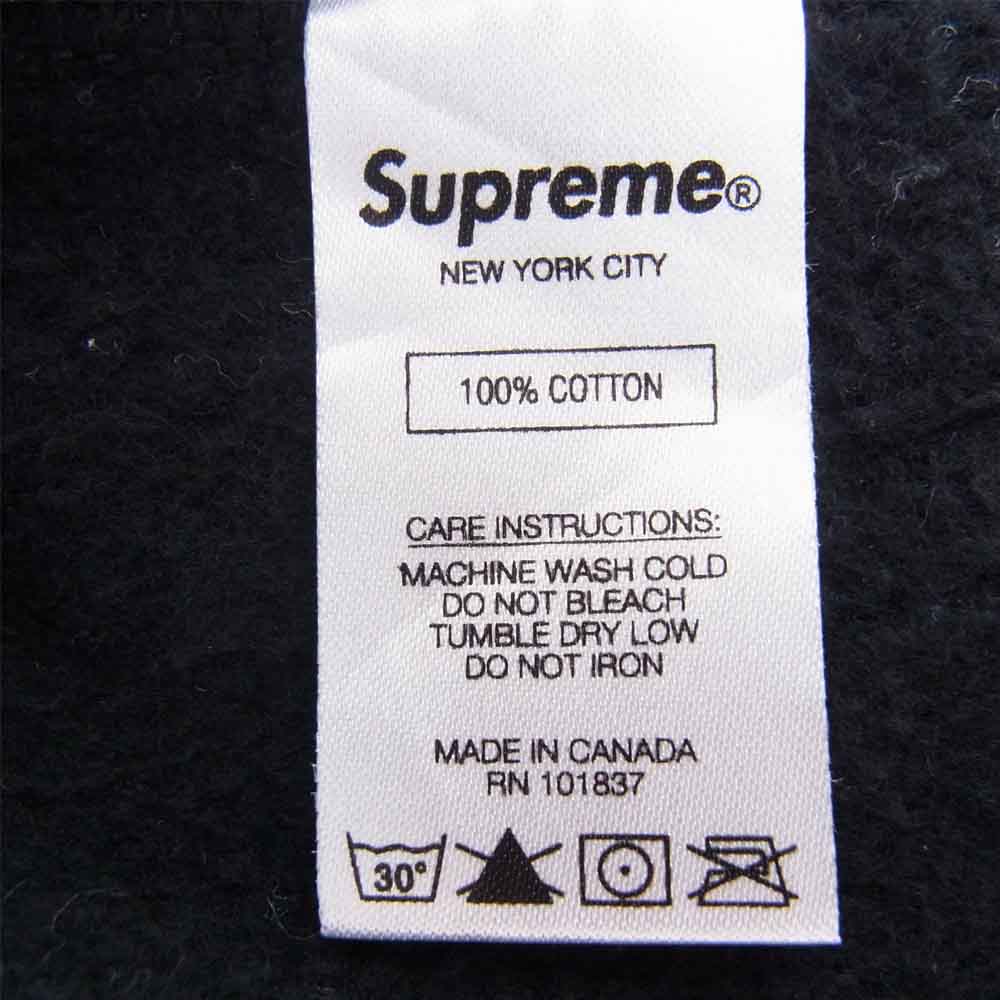 Supreme®
NEW YORK CITY
100% COTTON
CARE INSTRUCTIONS:
MACHINE WASH COLD
DO NOT BLEACH
TUMBLE DRY LOW
DO NOT IRON
MADE IN CANADA
RN 101837
30°